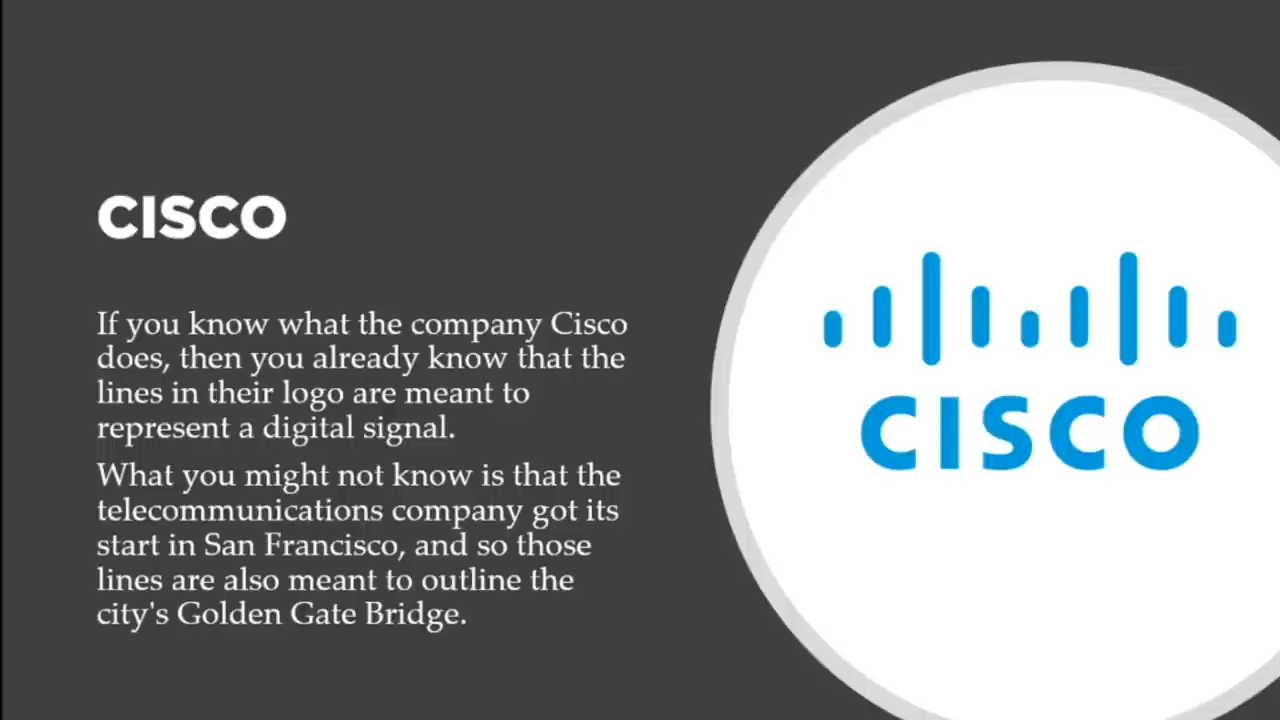 CISCO
If you know what the company Cisco
does, then you already know that the
lines in their logo are meant to
represent a digital signal.
What you might not know is that the
telecommunications company got its
start in San Francisco, and so those
lines are also meant to outline the
city's Golden Gate Bridge.
CISCO